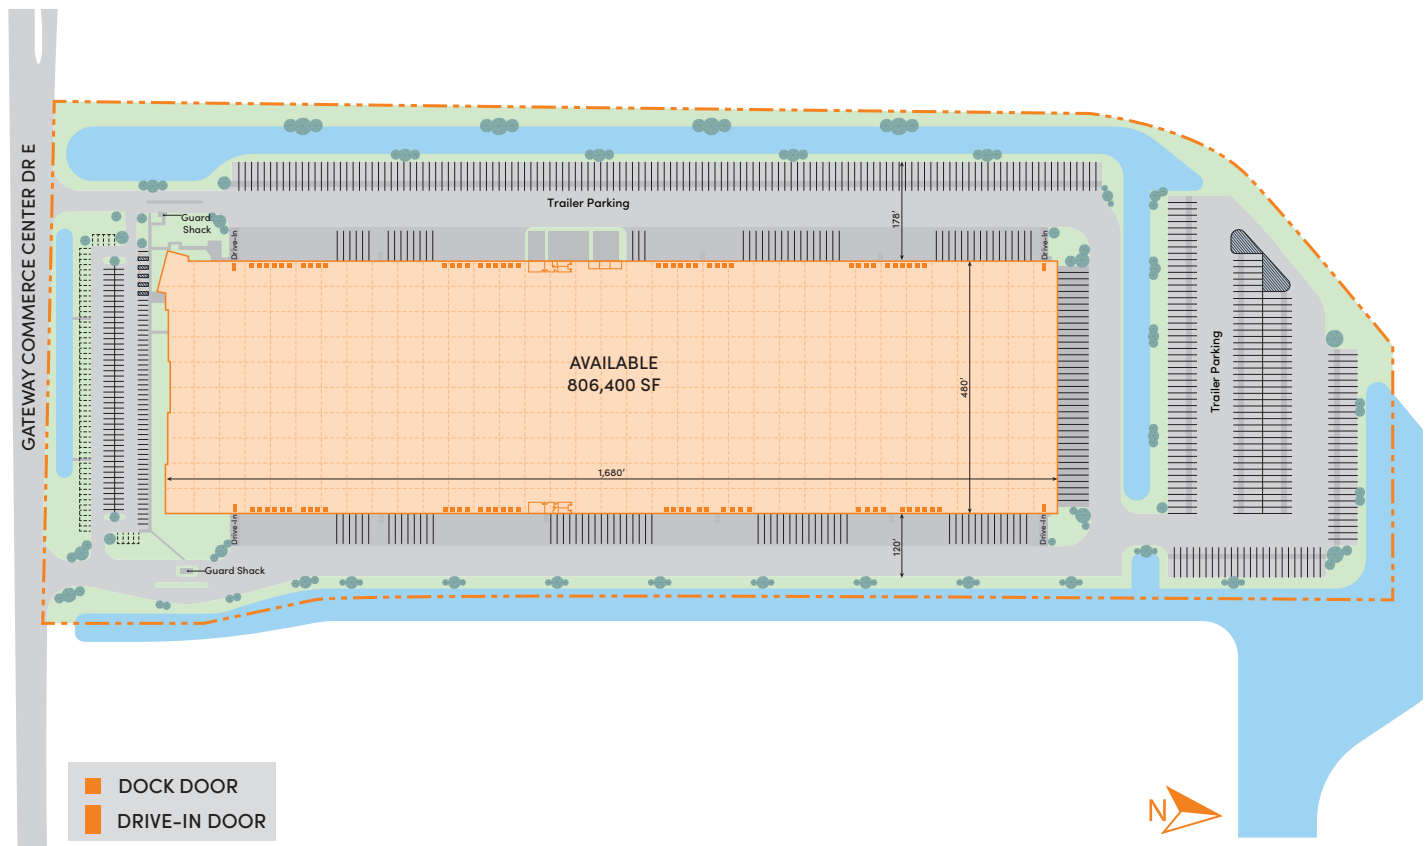 GATEWAY COMMERCE CENTER DR E
Guard
Shack
Trailer Parking
178'
Drive-In
Drive-In
AVAILABLE
806,400 SF
480'
1,680'
Trailer Parking
Drive-In
Drive-In
120'
Guard Shack
DOCK DOOR
DRIVE-IN DOOR
N